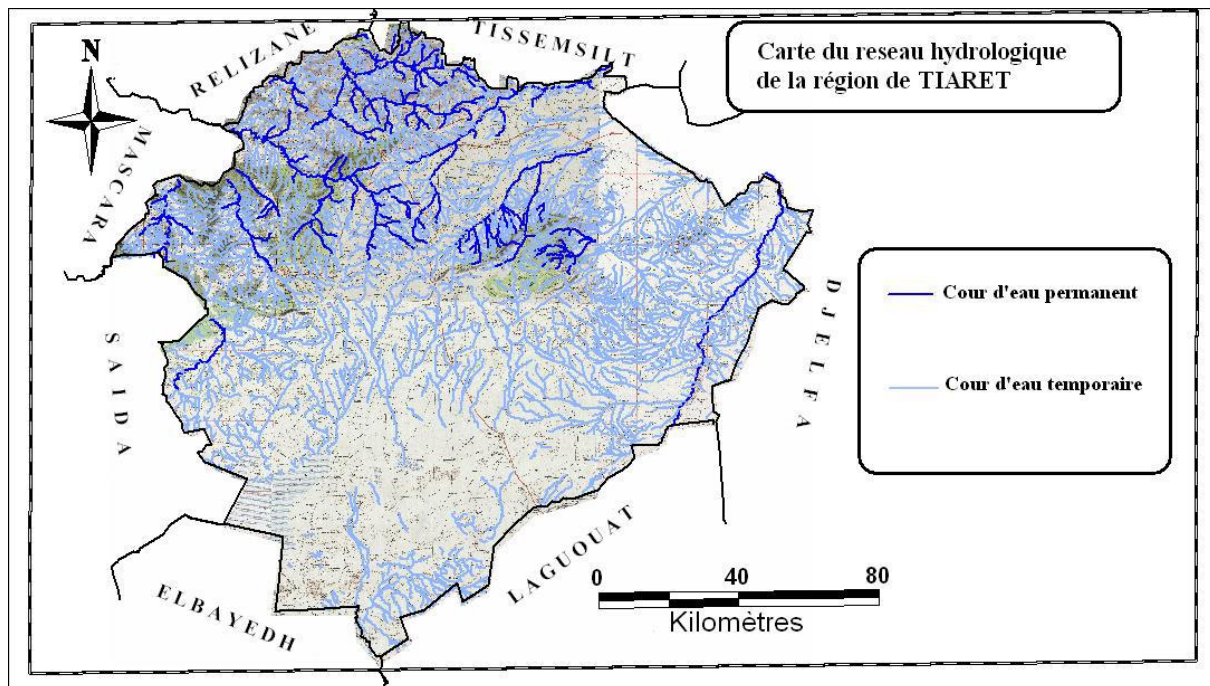 Carte du reseau hydrologique
de la région de TIARET
N
RELIZANE
TISSEMSILT
MASCARA
SAIDA
DJELFA
ELBAYEDH
LAGUOUAT
Cour d'eau permanent
Cour d'eau temporaire
0 40 80
Kilomètres